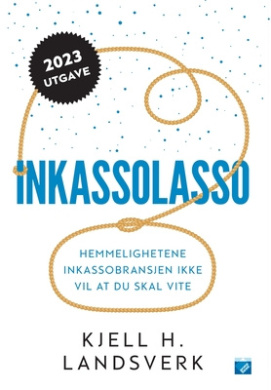 2023
UTGAVE
INKASSOLASSO
HEMMELIGHETENE
INKASSOBRANSJEN IKKE
VIL AT DU SKAL VITE
KJELL H.
LANDSVERK